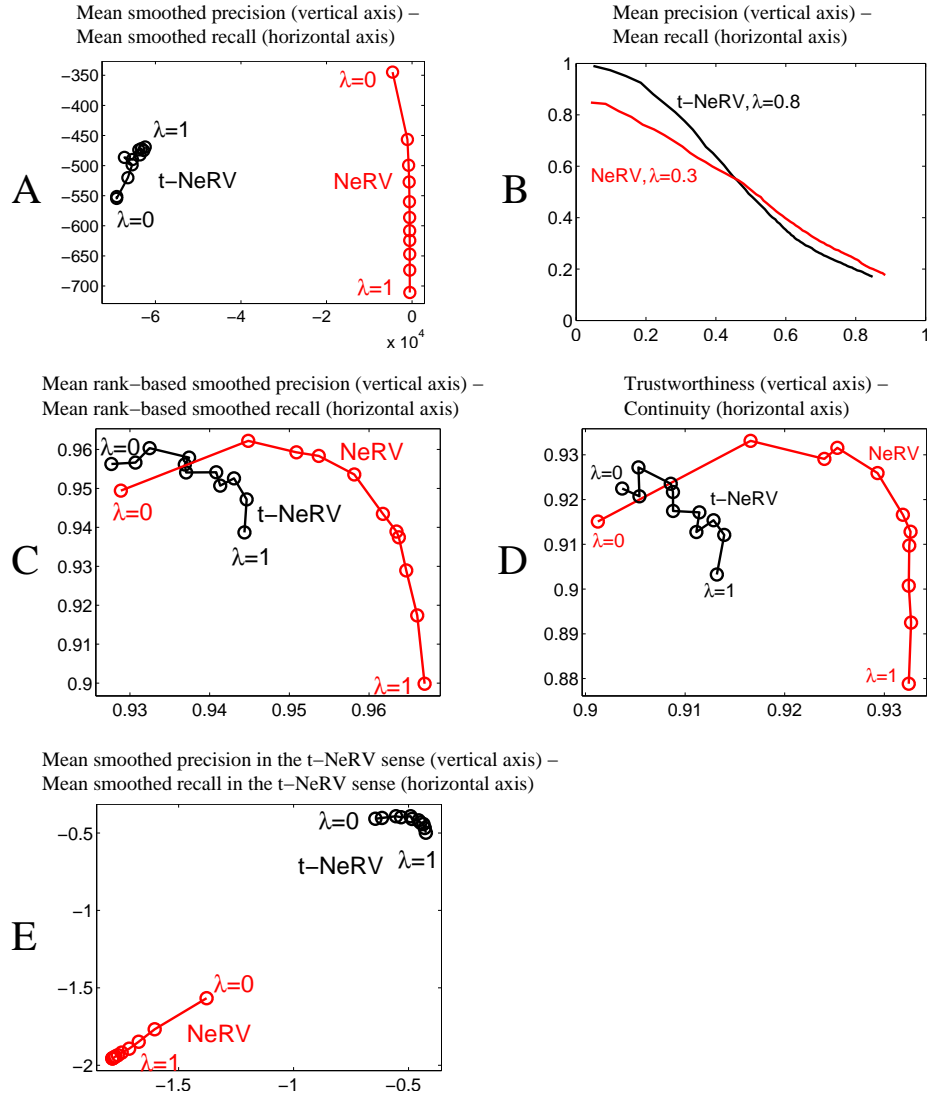 Mean smoothed precision (vertical axis) –
Mean smoothed recall (horizontal axis)
A
−350
−400
−450
−500
−550
−600
−650
−700
−6
−4
−2
0
x 10^4
λ=0
λ=1
t−NeRV
λ=0
NeRV
λ=1
Mean precision (vertical axis) –
Mean recall (horizontal axis)
B
1
0.8
0.6
0.4
0.2
0
0
0.2
0.4
0.6
0.8
1
t−NeRV, λ=0.8
NeRV, λ=0.3
Mean rank−based smoothed precision (vertical axis) –
Mean rank−based smoothed recall (horizontal axis)
C
0.96
0.95
0.94
0.93
0.92
0.91
0.9
0.93
0.94
0.95
0.96
λ=0
NeRV
λ=0
t−NeRV
λ=1
λ=1
Trustworthiness (vertical axis) –
Continuity (horizontal axis)
D
0.93
0.92
0.91
0.9
0.89
0.88
0.9
0.91
0.92
0.93
NeRV
λ=0
t−NeRV
λ=0
λ=1
λ=1
Mean smoothed precision in the t−NeRV sense (vertical axis) –
Mean smoothed recall in the t−NeRV sense (horizontal axis)
E
−0.5
−1
−1.5
−2
−1.5
−1
−0.5
λ=0
t−NeRV
λ=1
λ=0
NeRV
λ=1